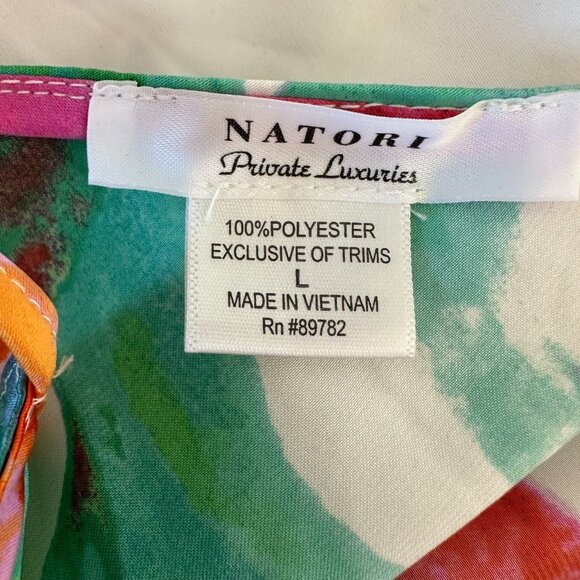 NATORI
Private Luxuries
100%POLYESTER
EXCLUSIVE OF TRIMS
L
MADE IN VIETNAM
Rn #89782